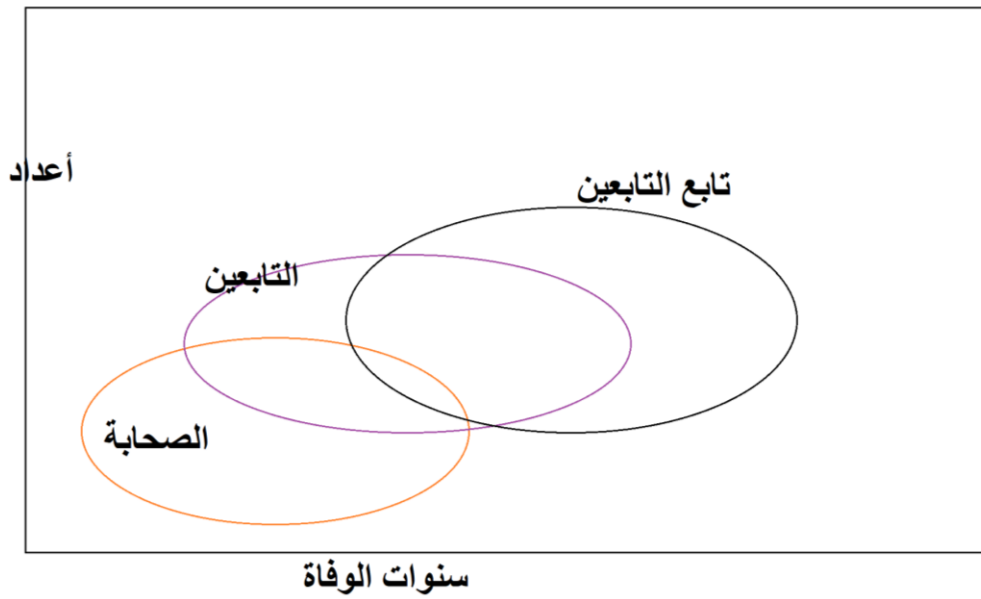 تابع التابعين
أعداد
التابعين
الصحابة
سنوات الوفاة